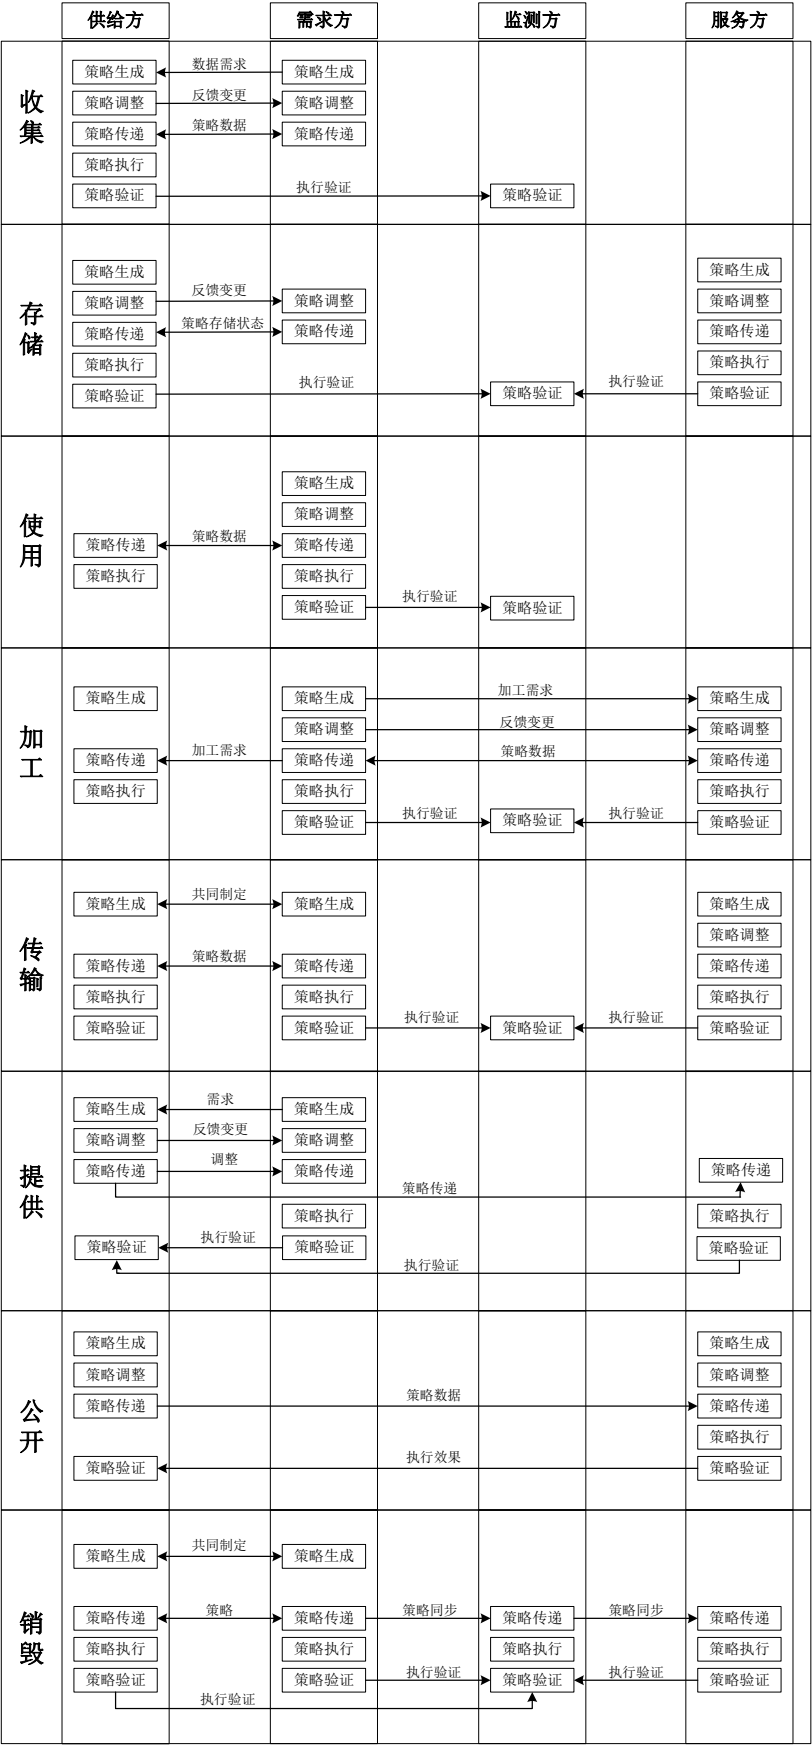 供给方 需求方 监测方 服务方
收集
策略生成 数据需求 策略生成
策略调整 反馈变更 策略调整
策略传递 策略数据 策略传递
策略执行
策略验证 执行验证 策略验证
存储
策略生成 策略生成
策略调整 反馈变更 策略调整 策略调整
策略传递 策略存储状态 策略传递 策略传递
策略执行 策略执行
策略验证 执行验证 策略验证 执行验证 策略验证
使用
策略生成
策略调整
策略传递 策略数据 策略传递
策略执行 策略执行
策略验证 执行验证 策略验证
加工
策略生成 策略生成 加工需求 策略生成
策略调整 反馈变更 策略调整
策略传递 加工需求 策略传递 策略数据 策略传递
策略执行 策略执行 策略执行
策略验证 执行验证 策略验证 执行验证 策略验证
传输
策略生成 共同制定 策略生成 策略生成
策略调整
策略传递 策略数据 策略传递 策略传递
策略执行 策略执行 策略执行
策略验证 策略验证 执行验证 策略验证 执行验证 策略验证
提供
策略生成 需求 策略生成
策略调整 反馈变更 策略调整
策略传递 调整 策略传递 策略传递
策略传递
策略执行 策略执行
策略验证 执行验证 策略验证 策略验证
执行验证
公开
策略生成 策略生成
策略调整 策略调整
策略传递 策略数据 策略传递
策略执行
策略验证 执行效果 策略验证
销毁
策略生成 共同制定 策略生成
策略传递 策略 策略传递 策略同步 策略传递 策略同步 策略传递
策略执行 策略执行 策略执行 策略执行
策略验证 策略验证 执行验证 策略验证 执行验证 策略验证
执行验证